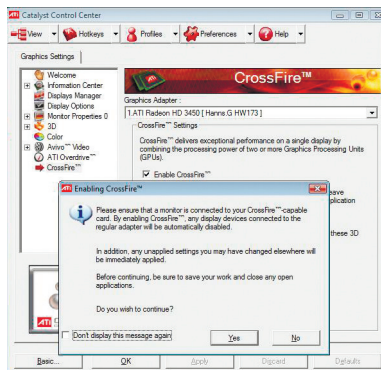 ATI Catalyst Control Center
View Hotkeys Profiles Preferences Help
Graphics Settings
Welcome
Information Center
Displays Manager
Display Options
Monitor Properties 0
3D
Color
Avivo™ Video
ATI Overdrive™
CrossFire™
CrossFire™
Graphics Adapter :
1.ATI Radeon HD 3450 [ Hanns.G HW173 ]
CrossFire™ Settings
CrossFire™ delivers exceptional performance on a single display by
combining the processing power of two or more Graphics Processing Units
(GPUs).
Enable CrossFire™
ATI Enabling CrossFire™
save
plication
these 3D
Please ensure that a monitor is connected to your CrossFire™-capable
card. By enabling CrossFire™, any display devices connected to the
regular adapter will be automatically disabled.
In addition, any unapplied settings you may have changed elsewhere will
be immediately applied.
Before continuing, be sure to save your work and close any open
applications.
Do you wish to continue?
Don't display this message again
Yes No
ATI
Basic... OK Apply Discard Defaults